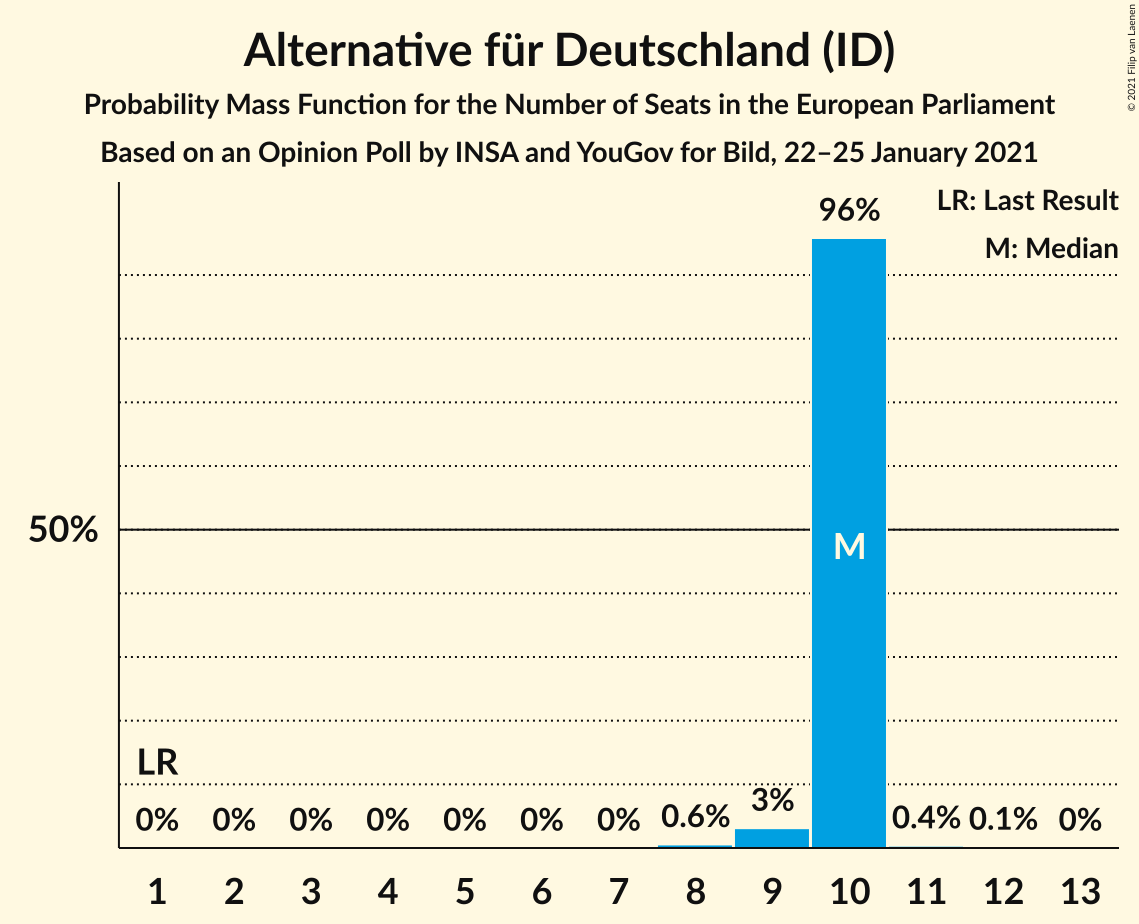 Alternative für Deutschland (ID)
Probability Mass Function for the Number of Seats in the European Parliament
Based on an Opinion Poll by INSA and YouGov for Bild, 22–25 January 2021
© 2021 Filip van Laenen
LR: Last Result
M: Median
96%
50%
M
LR
0% 0% 0% 0% 0% 0% 0% 0.6% 3% 0.4% 0.1% 0%
1 2 3 4 5 6 7 8 9 10 11 12 13